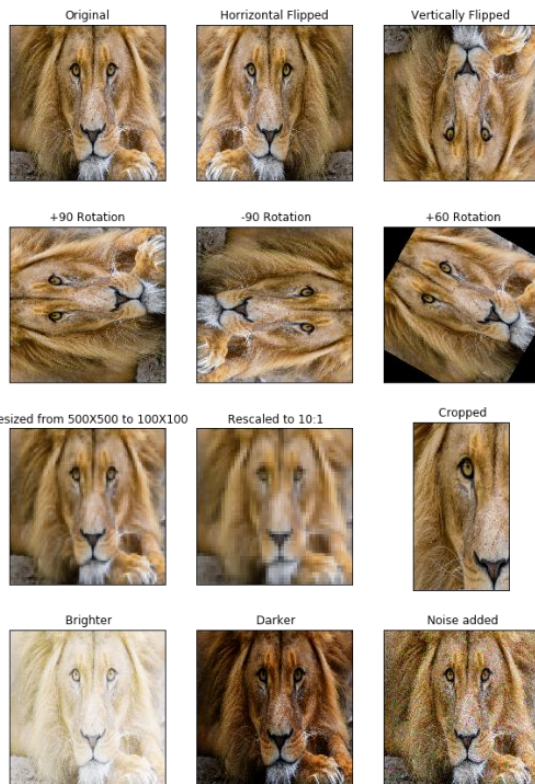 Original
Horrizontal Flipped
Vertically Flipped
+90 Rotation
-90 Rotation
+60 Rotation
esized from 500X500 to 100X100
Rescaled to 10:1
Cropped
Brighter
Darker
Noise added